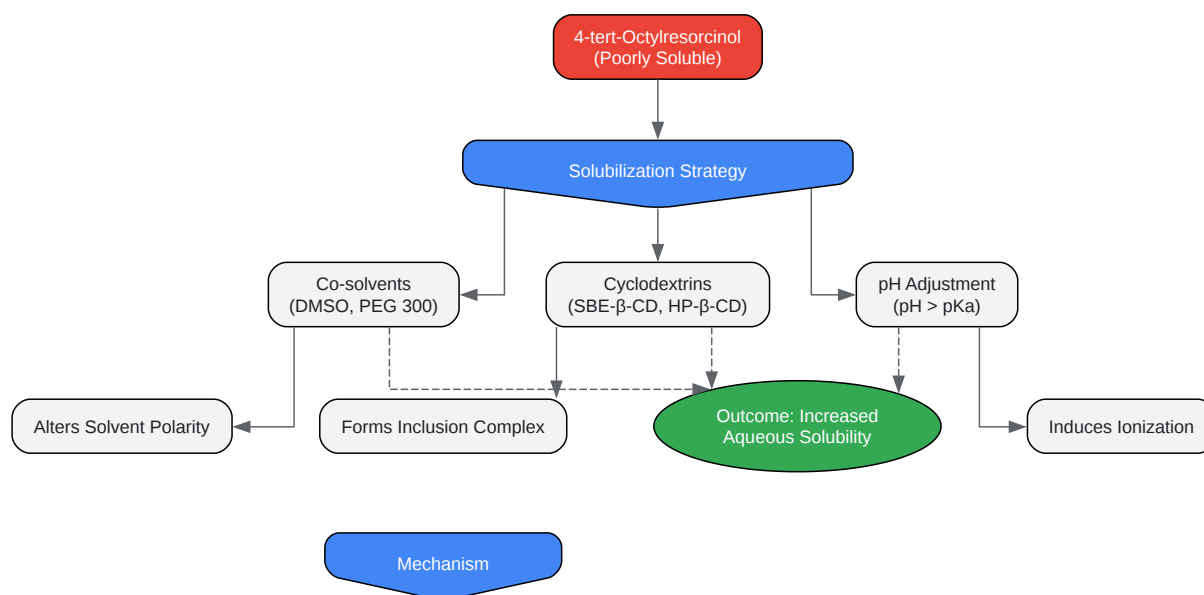 4-tert-Octylresorcinol
(Poorly Soluble)
Solubilization Strategy
Co-solvents
(DMSO, PEG 300)
Cyclodextrins
(SBE-β-CD, HP-β-CD)
pH Adjustment
(pH > pKa)
Alters Solvent Polarity
Forms Inclusion Complex
Outcome: Increased
Aqueous Solubility
Induces Ionization
Mechanism